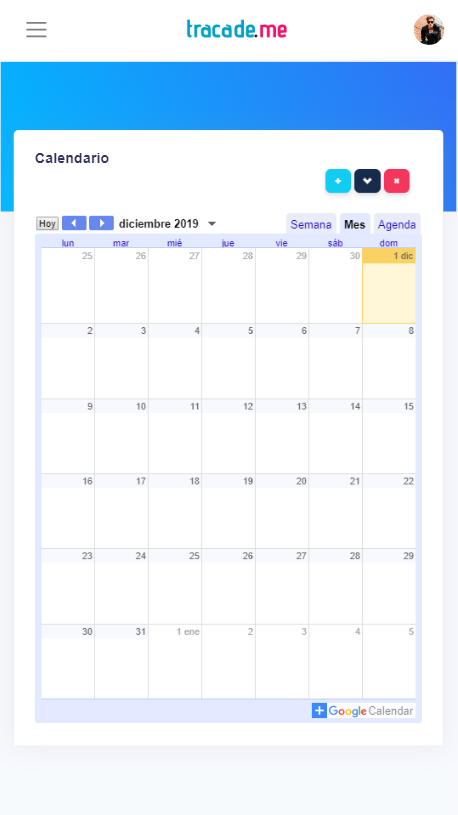 tracade.me
Calendario
Hoy diciembre 2019 Semana Mes Agenda
lun mar mié jue vie sáb dom
25 26 27 28 29 30 1 dic
2 3 4 5 6 7 8
9 10 11 12 13 14 15
16 17 18 19 20 21 22
23 24 25 26 27 28 29
30 31 1 ene 2 3 4 5
Google Calendar